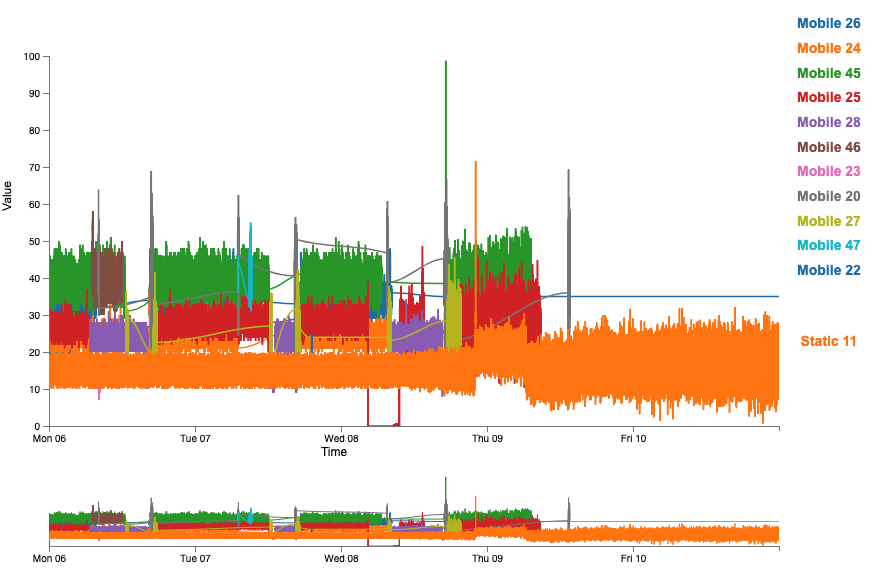 Mobile 26
Mobile 24
Mobile 45
Mobile 25
Mobile 28
Mobile 46
Mobile 23
Mobile 20
Mobile 27
Mobile 47
Mobile 22
Static 11
Value
100
90
80
70
60
50
40
30
20
10
0
Mon 06 Tue 07 Wed 08 Thu 09 Fri 10
Time
Mon 06 Tue 07 Wed 08 Thu 09 Fri 10